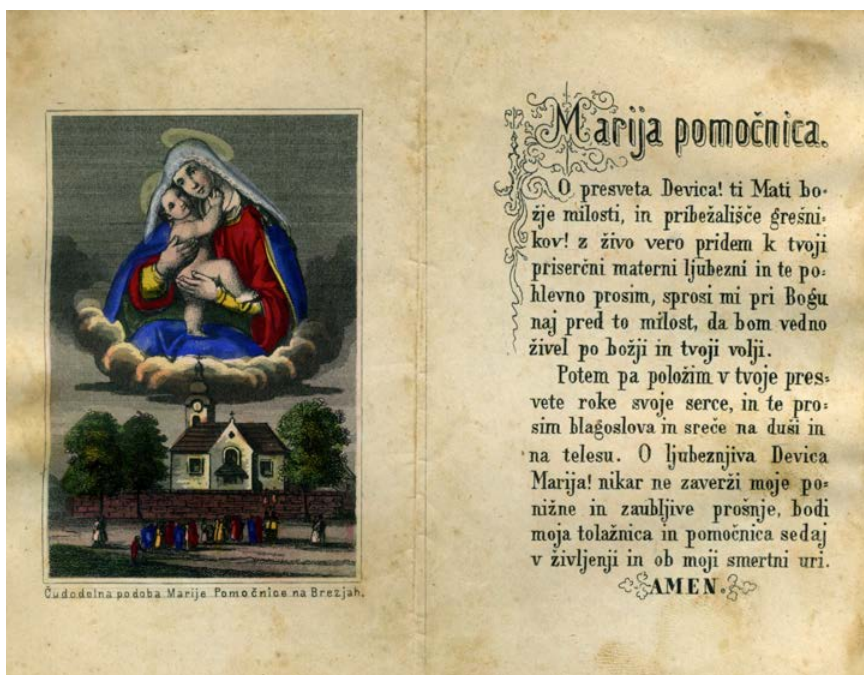 Čudodelna podoba Marije Pomočnice na Brezjah.
Marija pomočnica.
O presveta Devica! ti Mati bo-
žje milosti, in pribežališče grešni-
kov! z živo vero pridem k tvoji
priserčni materni ljubezni in te po-
hlevno prosim, sprosi mi pri Bogu
naj pred to milost, da bom vedno
živel po božji in tvoji volji.
Potem pa položim v tvoje pres-
vete roke svoje serce, in te pro-
sim blagoslova in sreče na duši in
na telesu. O ljubeznjiva Devica
Marija! nikar ne zaverži moje po-
nižne in zaubljive prošnje, bodi
moja tolažnica in pomočnica sedaj
v življenji in ob moji smertni uri.
AMEN.